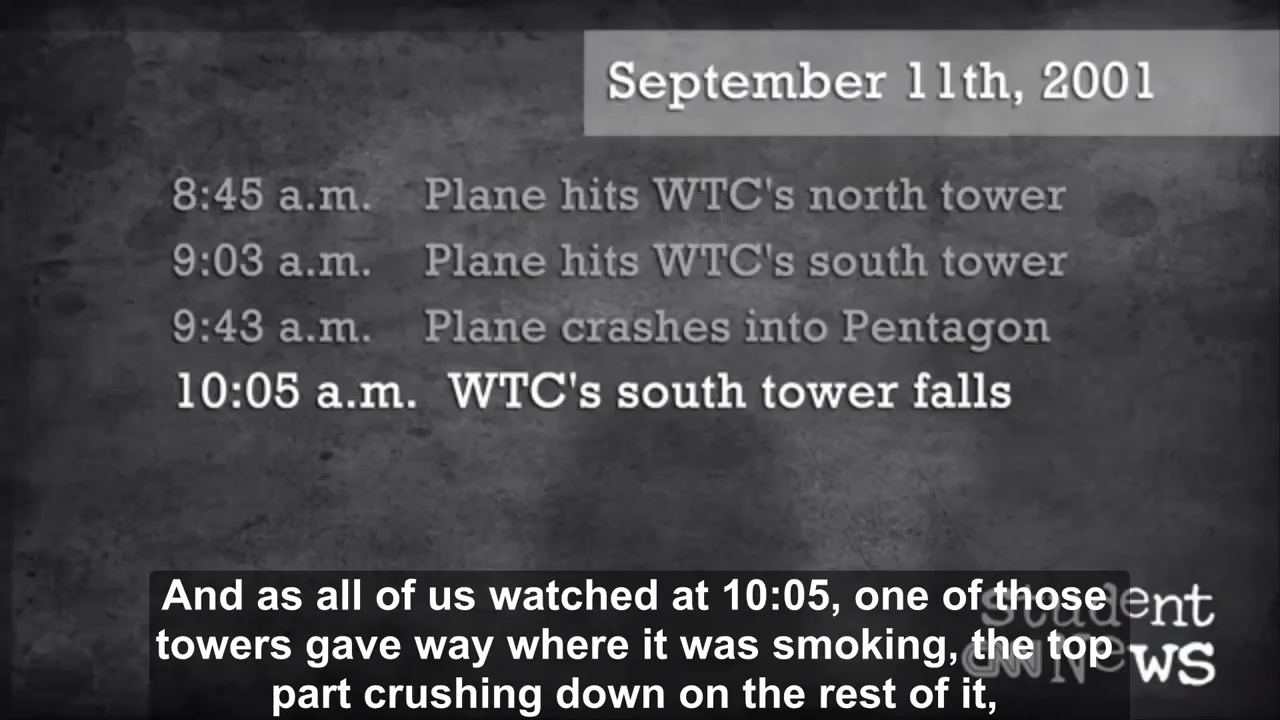 September 11th, 2001
8:45 a.m. Plane hits WTC's north tower
9:03 a.m. Plane hits WTC's south tower
9:43 a.m. Plane crashes into Pentagon
10:05 a.m. WTC's south tower falls
And as all of us watched at 10:05, one of those
towers gave way where it was smoking, the top
part crushing down on the rest of it,
student
CNN News